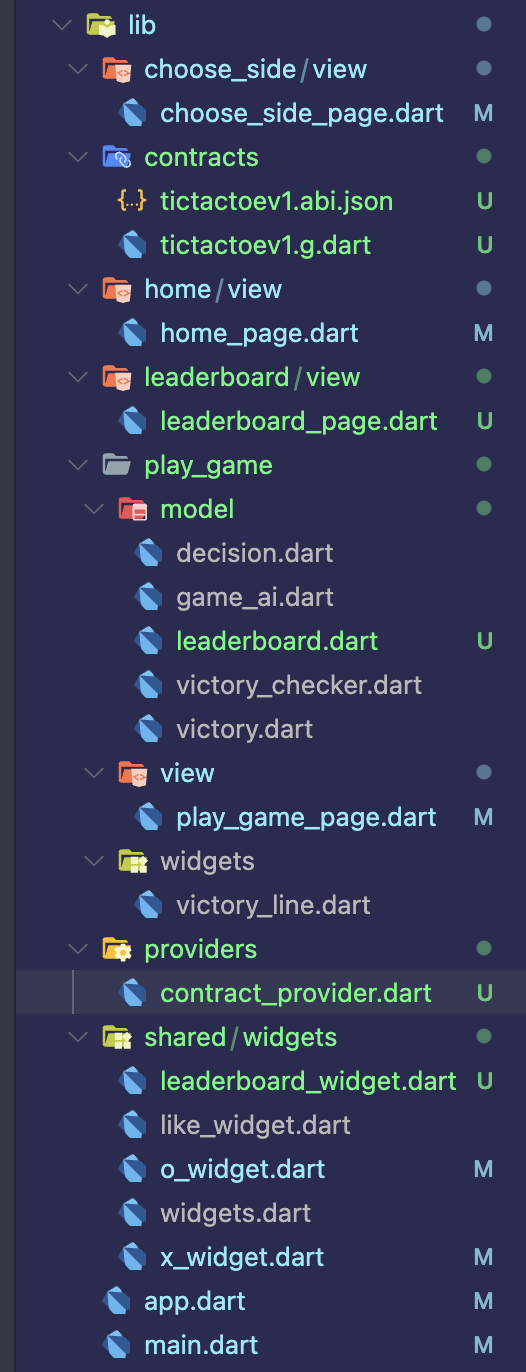 lib
choose_side/view
choose_side_page.dart M
contracts
{..} tictactoev1.abi.json U
tictactoev1.g.dart U
home/view
home_page.dart M
leaderboard/view
leaderboard_page.dart U
play_game
model
decision.dart
game_ai.dart
leaderboard.dart U
victory_checker.dart
victory.dart
view
play_game_page.dart M
widgets
victory_line.dart
providers
contract_provider.dart U
shared/widgets
leaderboard_widget.dart U
like_widget.dart
o_widget.dart M
widgets.dart
x_widget.dart M
app.dart M
main.dart M